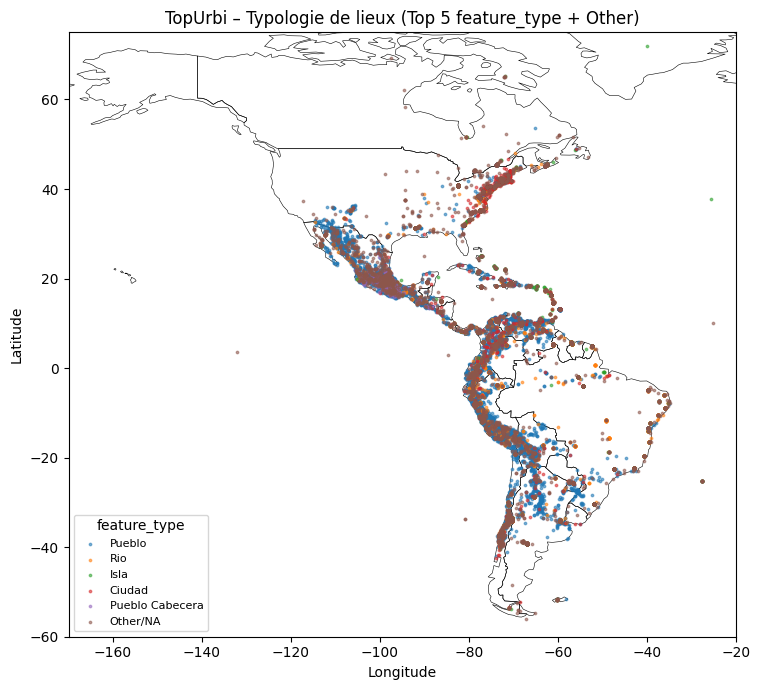 TopUrbi – Typologie de lieux (Top 5 feature_type + Other)
60
40
20
0
−20
−40
−60
Latitude
feature_type
Pueblo
Rio
Isla
Ciudad
Pueblo Cabecera
Other/NA
−160
−140
−120
−100
−80
−60
−40
−20
Longitude